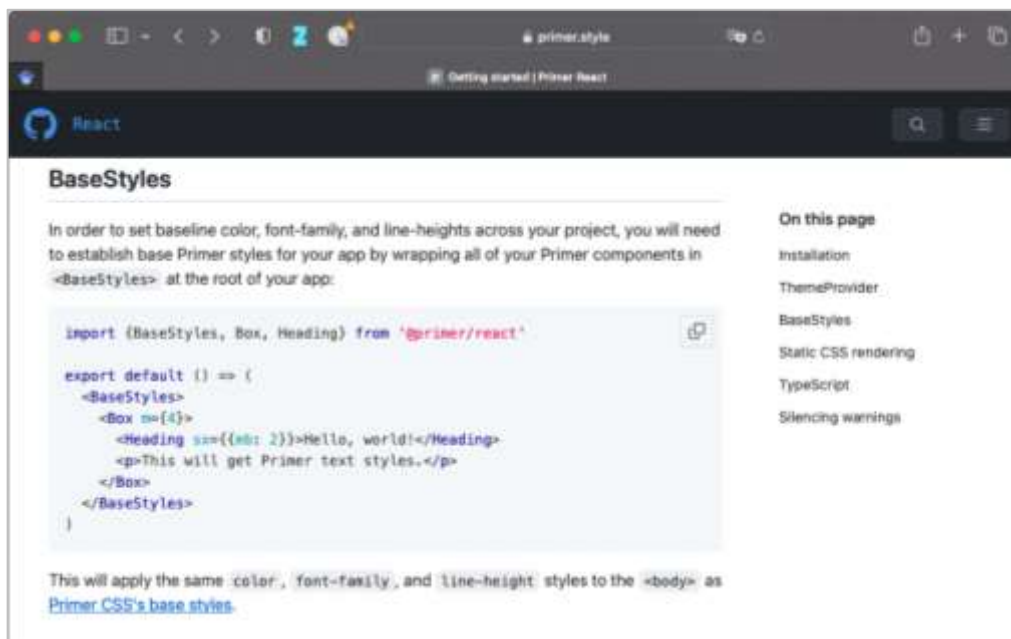 primer.style
Getting started | Primer React
React
BaseStyles
In order to set baseline color, font-family, and line-heights across your project, you will need
to establish base Primer styles for your app by wrapping all of your Primer components in
<BaseStyles> at the root of your app:
import {BaseStyles, Box, Heading} from '@primer/react'
export default () => (
<BaseStyles>
<Box m={4}>
<Heading sx={{mb: 2}}>Hello, world!</Heading>
<p>This will get Primer text styles.</p>
</Box>
</BaseStyles>
)
This will apply the same color, font-family, and line-height styles to the <body> as
Primer CSS's base styles.
On this page
Installation
ThemeProvider
BaseStyles
Static CSS rendering
TypeScript
Silencing warnings